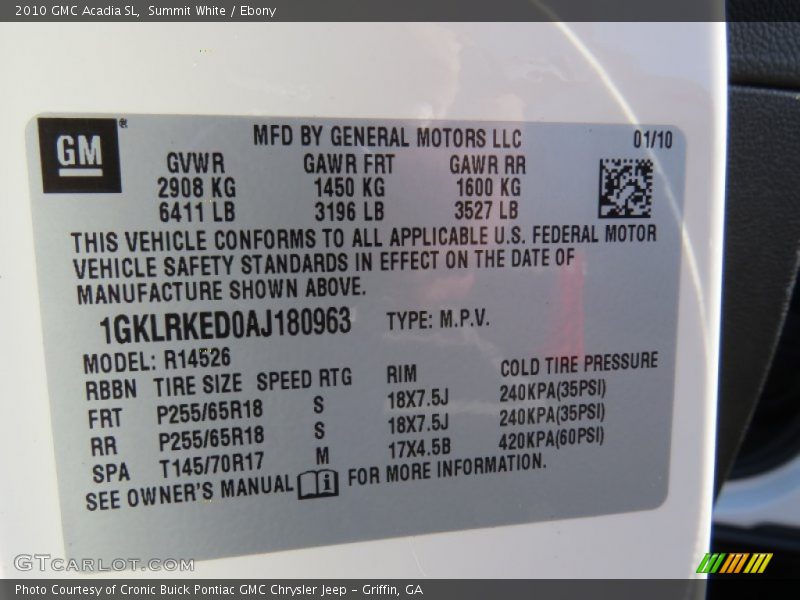 2010 GMC Acadia SL, Summit White / Ebony
GM ®
MFD BY GENERAL MOTORS LLC 01/10
GVWR GAWR FRT GAWR RR
2908 KG 1450 KG 1600 KG
6411 LB 3196 LB 3527 LB
THIS VEHICLE CONFORMS TO ALL APPLICABLE U.S. FEDERAL MOTOR
VEHICLE SAFETY STANDARDS IN EFFECT ON THE DATE OF
MANUFACTURE SHOWN ABOVE.
1GKLRKED0AJ180963 TYPE: M.P.V.
MODEL: R14526
RBBN TIRE SIZE SPEED RTG RIM COLD TIRE PRESSURE
FRT P255/65R18 S 18X7.5J 240KPA(35PSI)
RR P255/65R18 S 18X7.5J 240KPA(35PSI)
SPA T145/70R17 M 17X4.5B 420KPA(60PSI)
SEE OWNER'S MANUAL FOR MORE INFORMATION.
GTCARLOT.COM
Photo Courtesy of Cronic Buick Pontiac GMC Chrysler Jeep - Griffin, GA